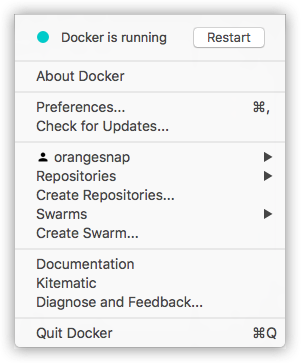 Docker is running Restart
About Docker
Preferences... ⌘,
Check for Updates...
orangesnap
Repositories
Create Repositories...
Swarms
Create Swarm...
Documentation
Kitematic
Diagnose and Feedback...
Quit Docker ⌘Q